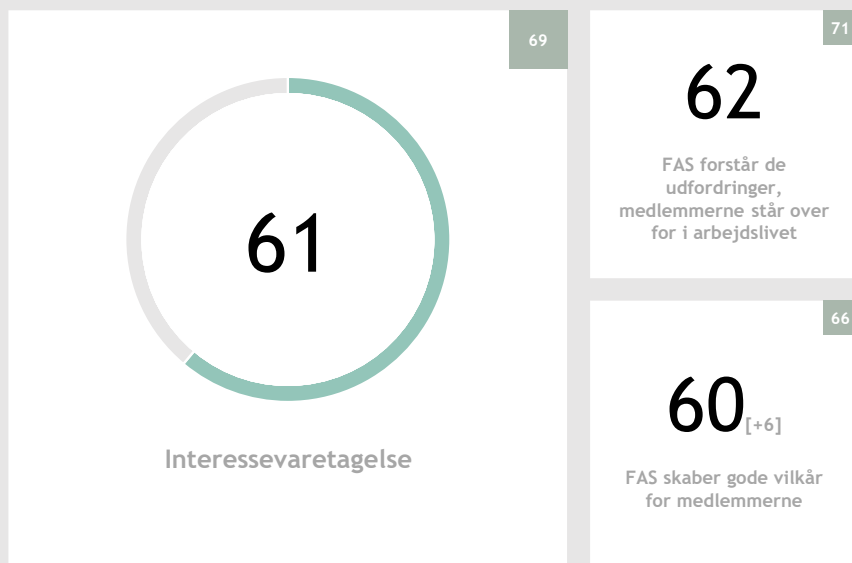 69
61
Interessevaretagelse
71
62
FAS forstår de
udfordringer,
medlemmerne står over
for i arbejdslivet
66
60 [+6]
FAS skaber gode vilkår
for medlemmerne